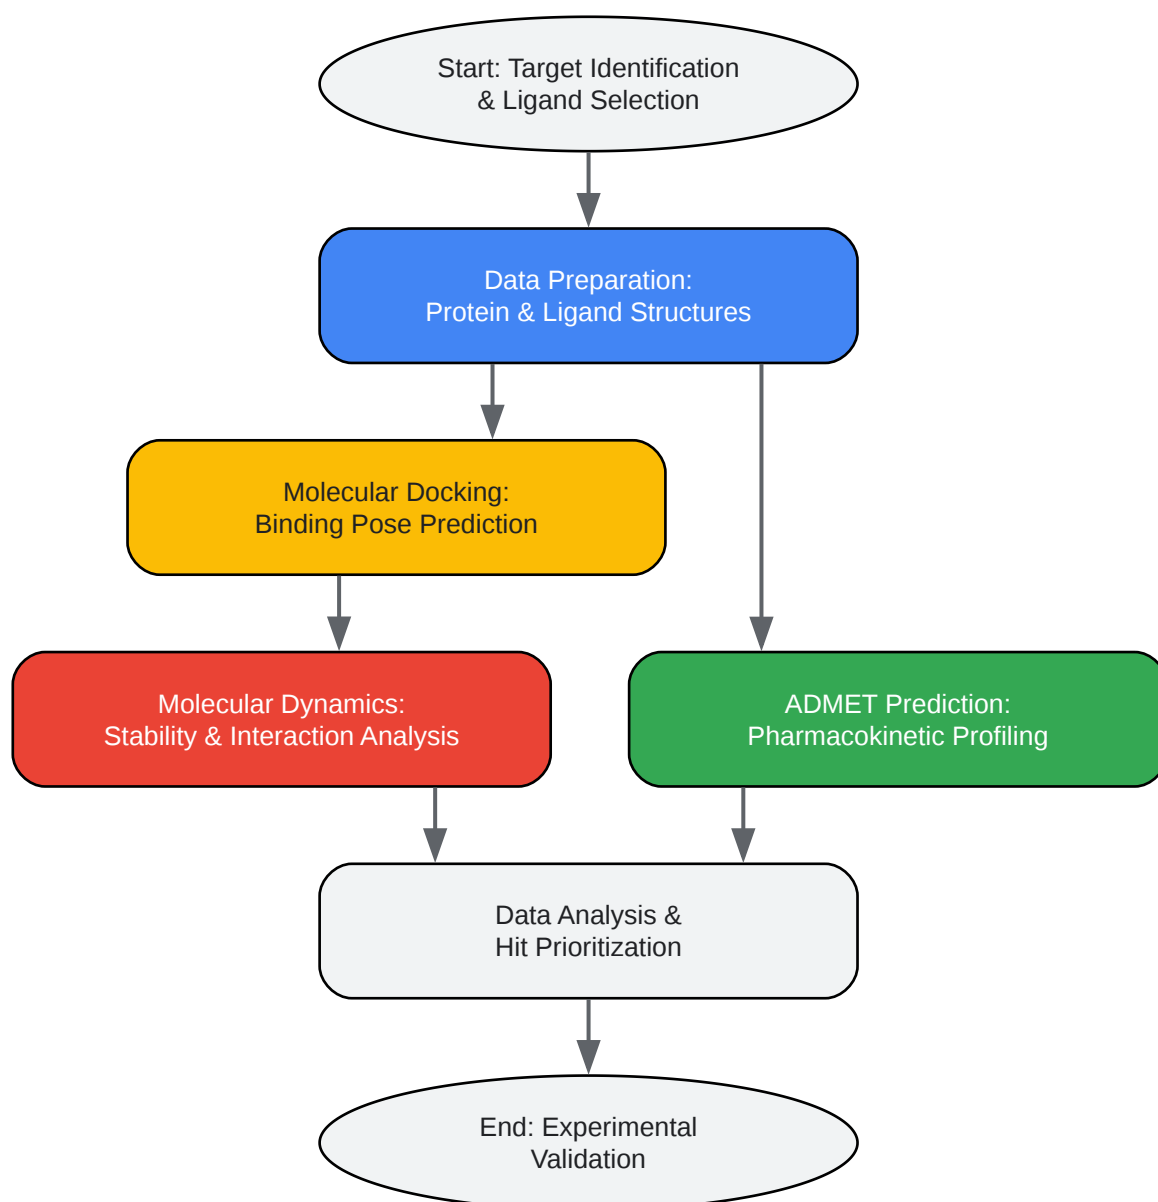 Start: Target Identification
& Ligand Selection
Data Preparation:
Protein & Ligand Structures
Molecular Docking:
Binding Pose Prediction
Molecular Dynamics:
Stability & Interaction Analysis
ADMET Prediction:
Pharmacokinetic Profiling
Data Analysis &
Hit Prioritization
End: Experimental
Validation